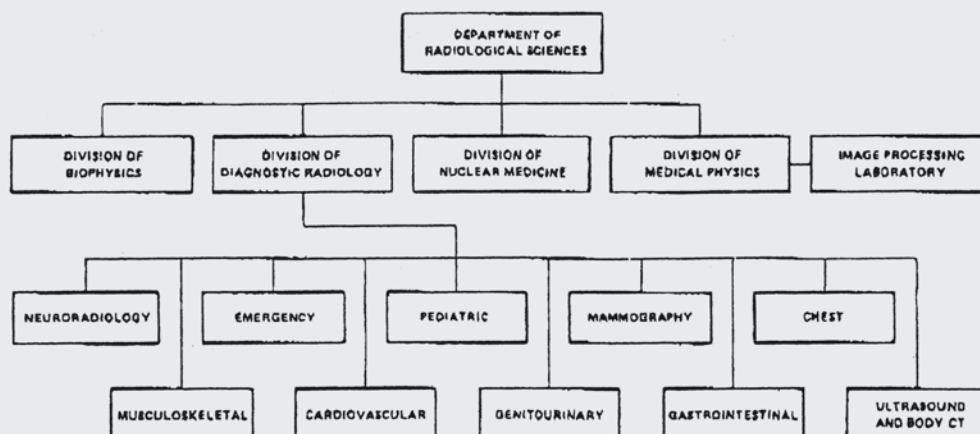 DEPARTMENT OF
RADIOLOGICAL SCIENCES
DIVISION OF
BIOPHYSICS
DIVISION OF
DIAGNOSTIC RADIOLOGY
DIVISION OF
NUCLEAR MEDICINE
DIVISION OF
MEDICAL PHYSICS
IMAGE PROCESSING
LABORATORY
NEURORADIOLOGY
EMERGENCY
PEDIATRIC
MAMMOGRAPHY
CHEST
MUSCULOSKELETAL
CARDIOVASCULAR
GENITOURINARY
GASTROINTESTINAL
ULTRASOUND
AND BODY CT